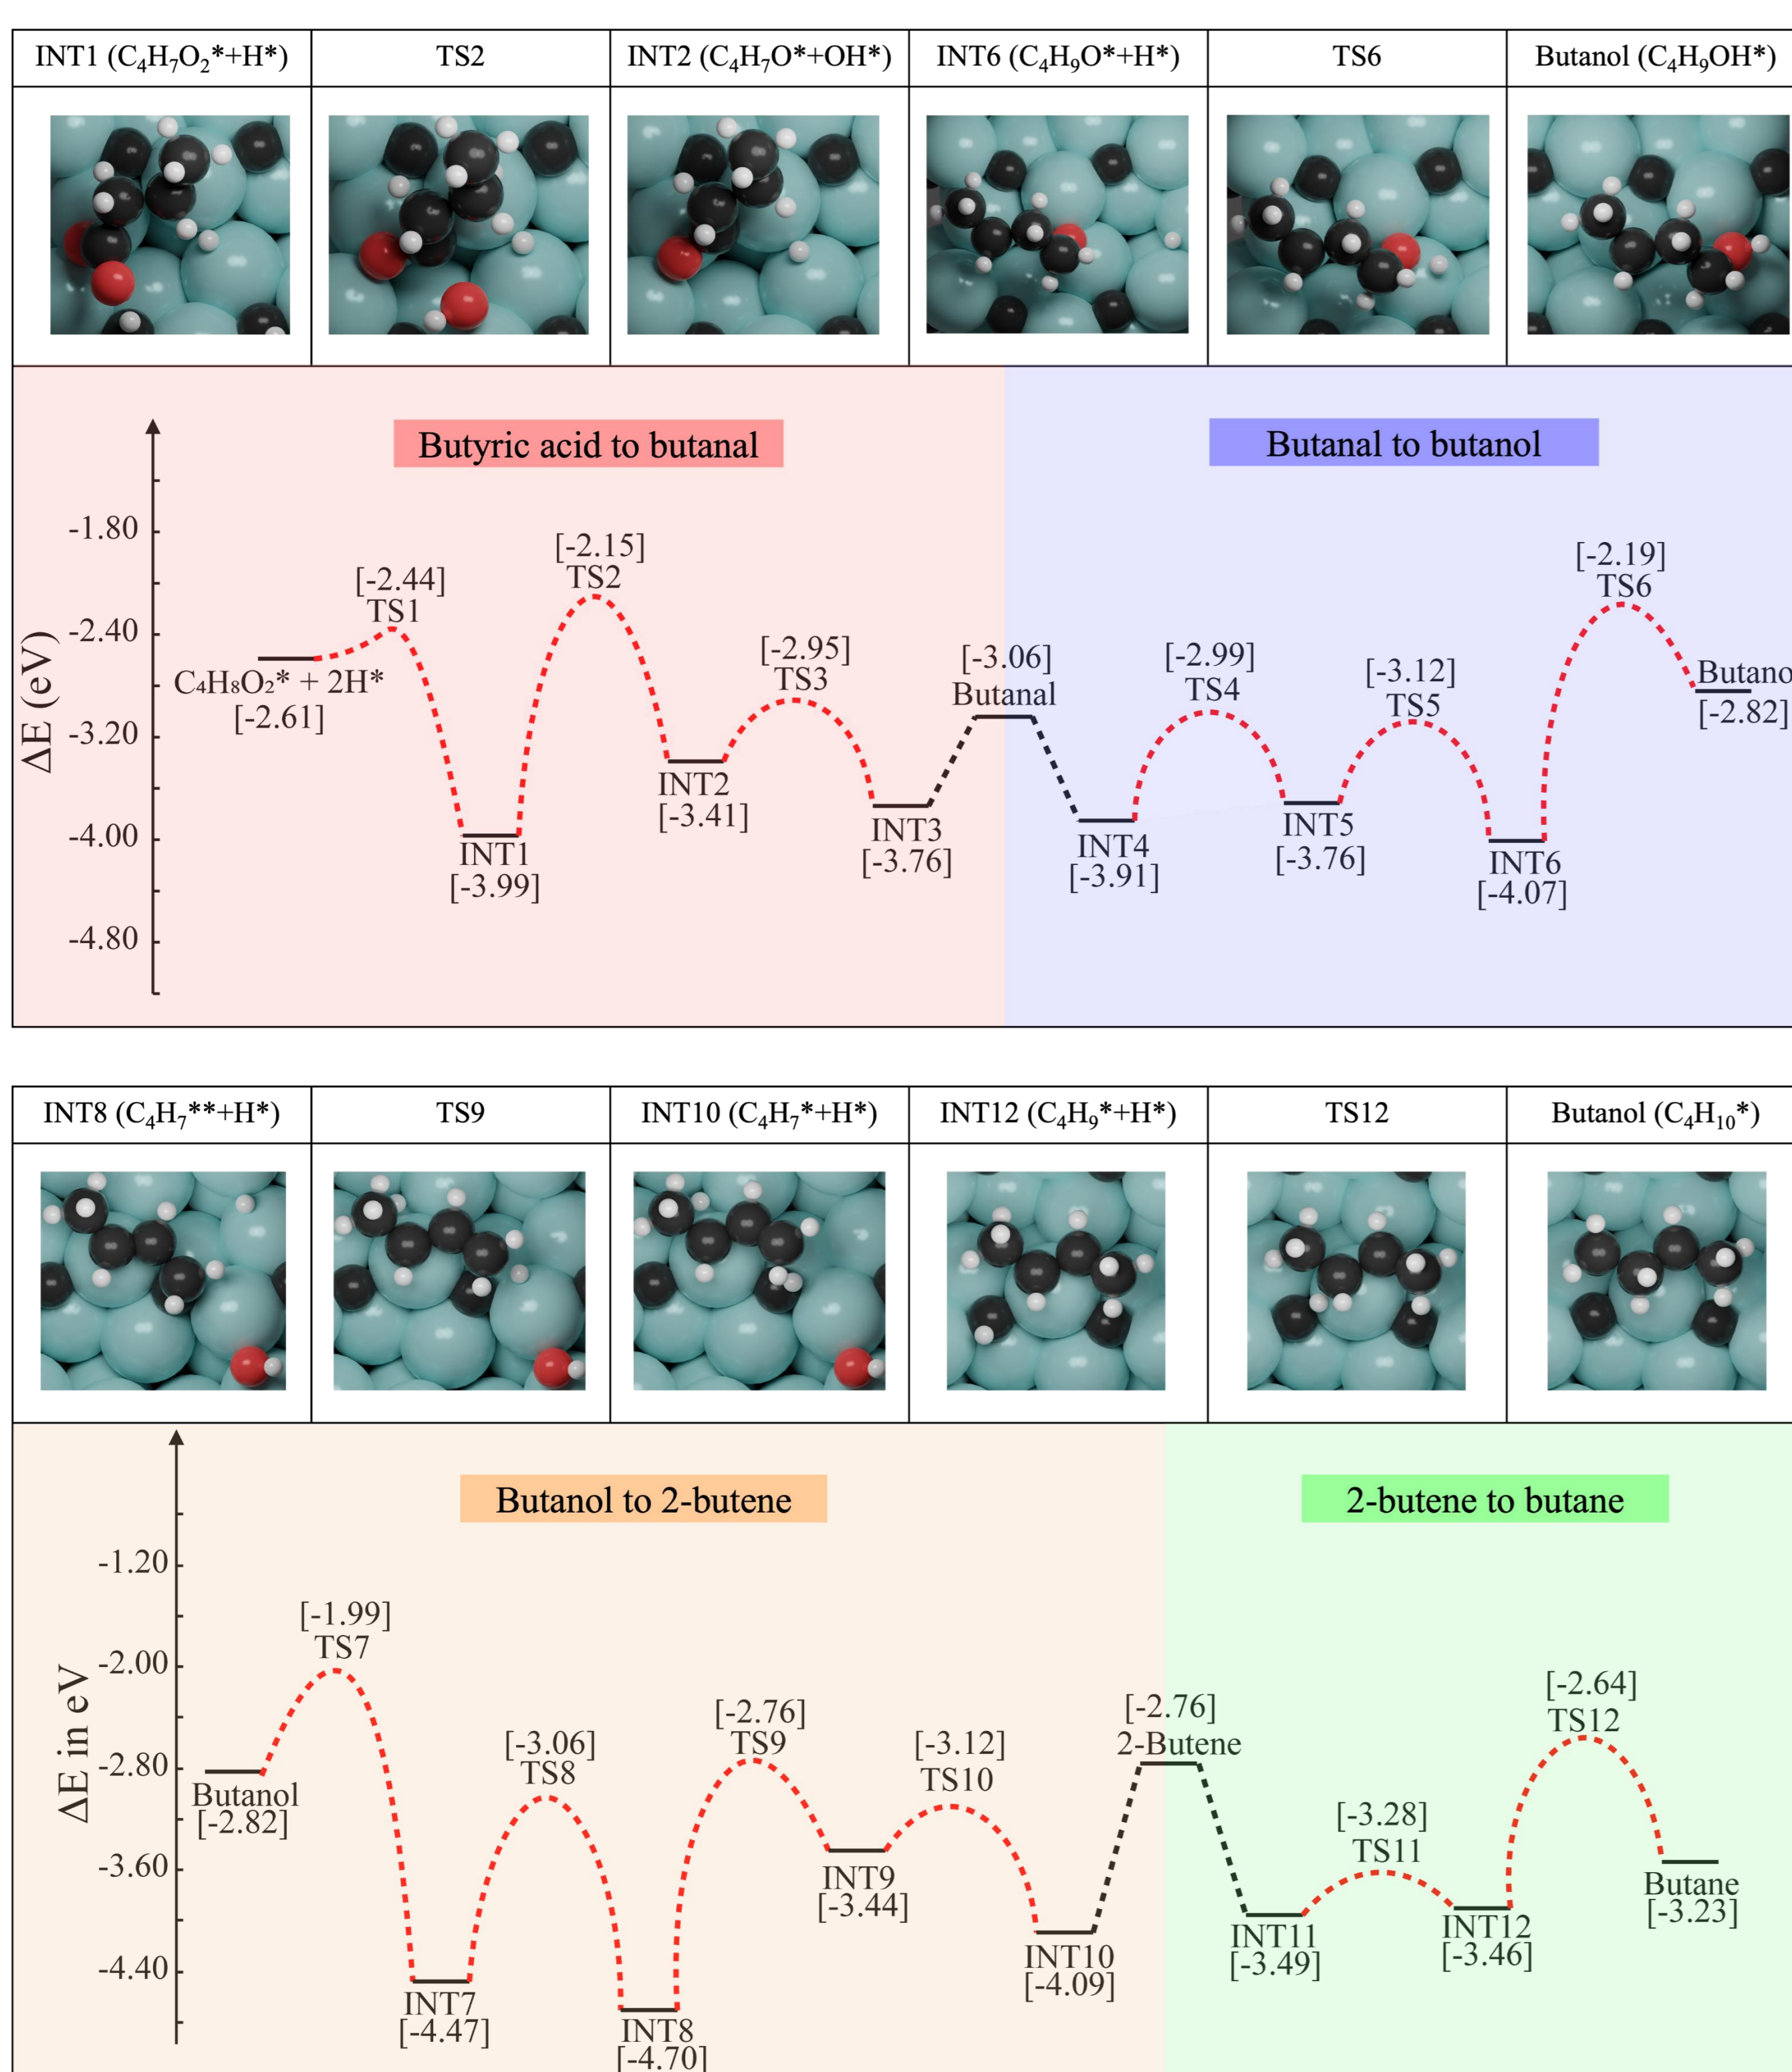 INT1 (C₄H₇O₂*+H*)
TS2
INT2 (C₄H₇O*+OH*)
INT6 (C₄H₉O*+H*)
TS6
Butanol (C₄H₉OH*)
Butyric acid to butanal
Butanal to butanol
ΔE (eV)
-1.80
-2.40
-3.20
-4.00
-4.80
C₄H₈O₂* + 2H*
[-2.61]
[-2.44]
TS1
INT1
[-3.99]
[-2.15]
TS2
INT2
[-3.41]
[-2.95]
TS3
INT3
[-3.76]
[-3.06]
Butanal
INT4
[-3.91]
[-2.99]
TS4
INT5
[-3.76]
[-3.12]
TS5
INT6
[-4.07]
[-2.19]
TS6
Butano
[-2.82]
INT8 (C₄H₇**+H*)
TS9
INT10 (C₄H₇*+H*)
INT12 (C₄H₉*+H*)
TS12
Butanol (C₄H₁₀*)
Butanol to 2-butene
2-butene to butane
ΔE in eV
-1.20
-2.00
-2.80
-3.60
-4.40
Butanol
[-2.82]
[-1.99]
TS7
INT7
[-4.47]
[-3.06]
TS8
INT8
[-4.70]
[-2.76]
TS9
INT9
[-3.44]
[-3.12]
TS10
INT10
[-4.09]
[-2.76]
2-Butene
INT11
[-3.49]
[-3.28]
TS11
INT12
[-3.46]
[-2.64]
TS12
Butane
[-3.23]